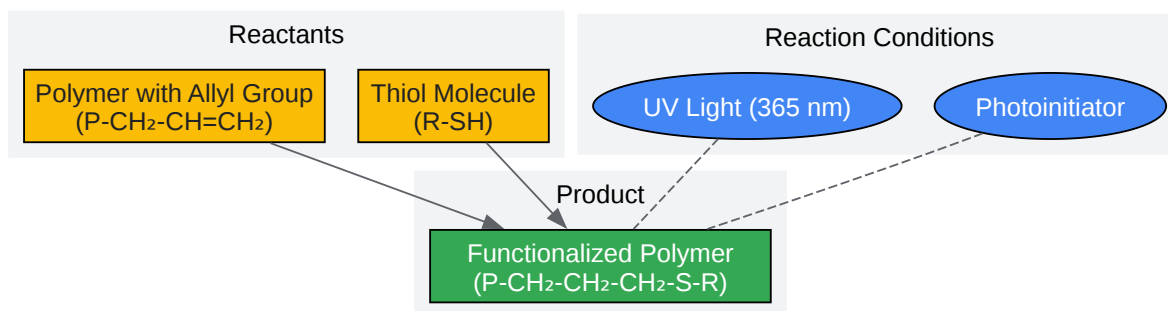 Reactants
Polymer with Allyl Group
(P-CH₂-CH=CH₂)
Thiol Molecule
(R-SH)
Reaction Conditions
UV Light (365 nm)
Photoinitiator
Product
Functionalized Polymer
(P-CH₂-CH₂-CH₂-S-R)